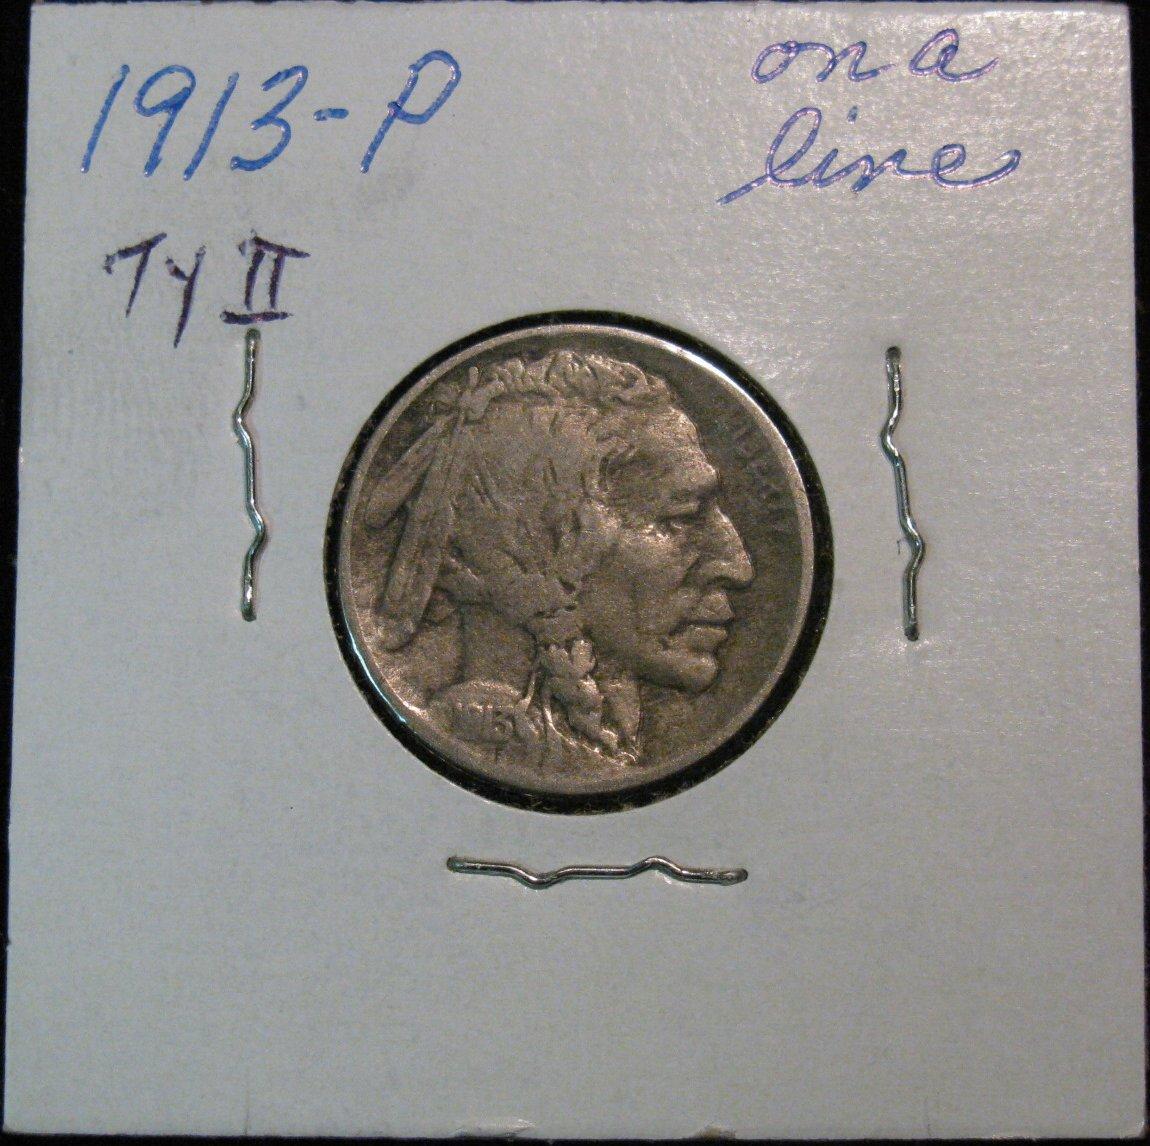 1913-P
on a
line
Ty II
LIBERTY
1913